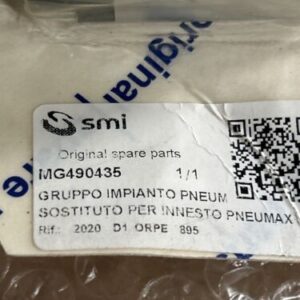 original
smi
Original spare parts
MG490435 1/1
GRUPPO IMPIANTO PNEUM
SOSTITUTO PER INNESTO PNEUMAX
Rif.: 2020 D1 ORPE 895